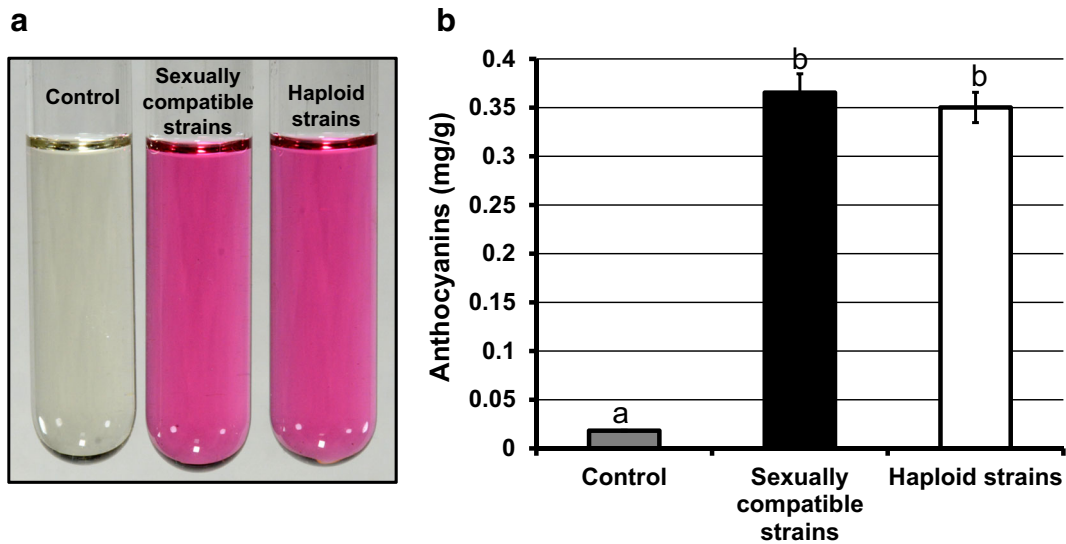 a
Control
Sexually
compatible
strains
Haploid
strains
b
Anthocyanins (mg/g)
0.4
0.35
0.3
0.25
0.2
0.15
0.1
0.05
0
a
b
b
Control
Sexually
compatible
strains
Haploid strains